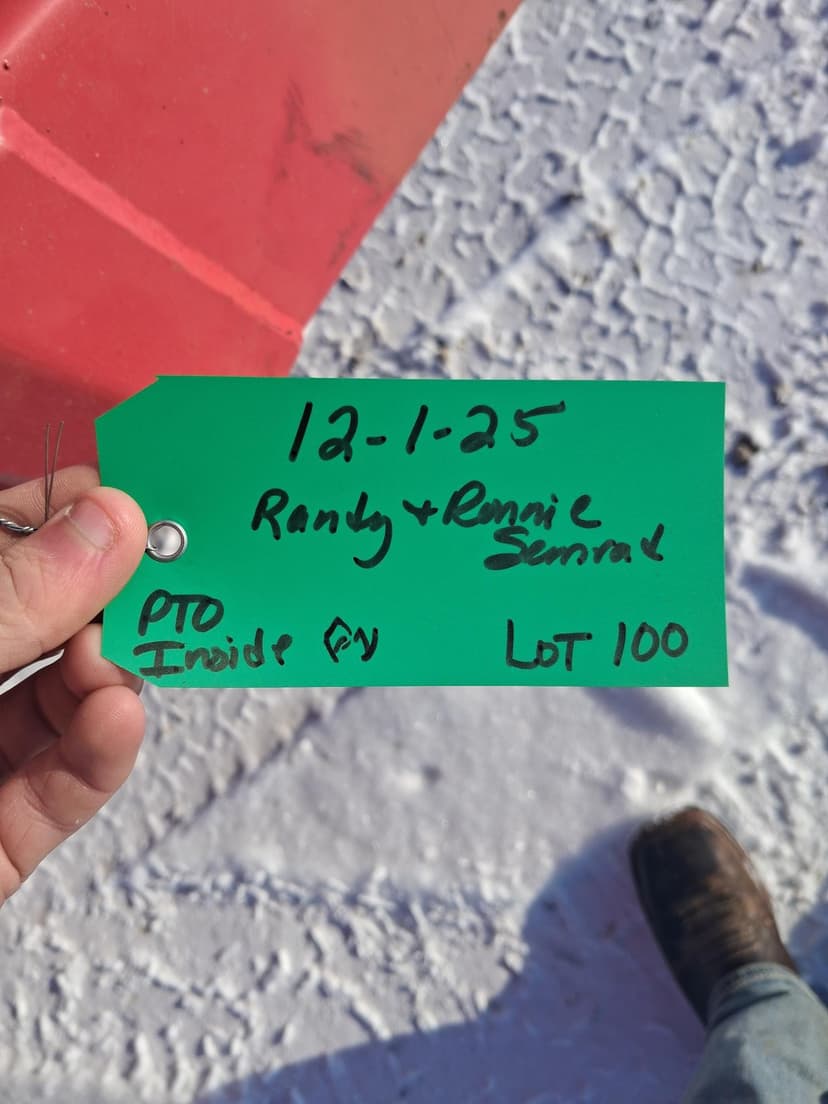 12-1-25
Randy + Ronnie
Semrad
PTO
Inside
LOT 100